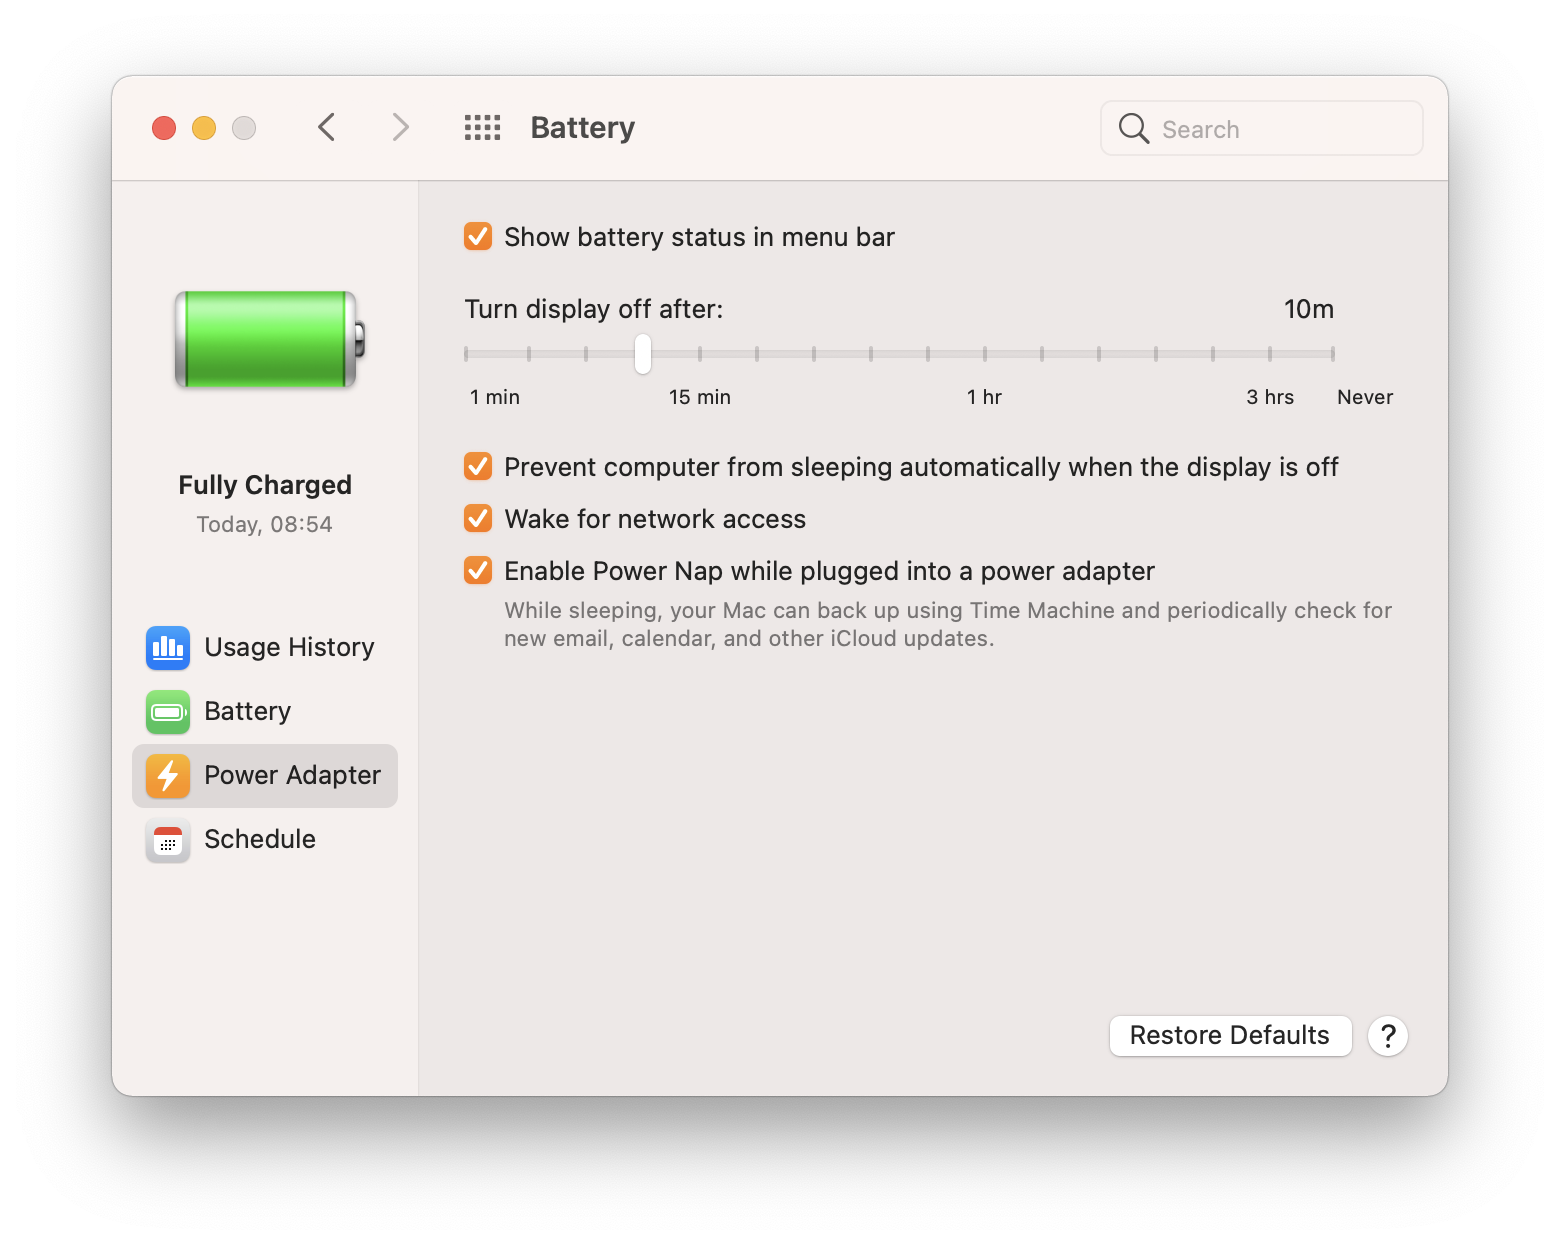 Battery
Search
Show battery status in menu bar
Turn display off after: 10m
1 min 15 min 1 hr 3 hrs Never
Prevent computer from sleeping automatically when the display is off
Wake for network access
Enable Power Nap while plugged into a power adapter
While sleeping, your Mac can back up using Time Machine and periodically check for
new email, calendar, and other iCloud updates.
Fully Charged
Today, 08:54
Usage History
Battery
Power Adapter
Schedule
Restore Defaults ?